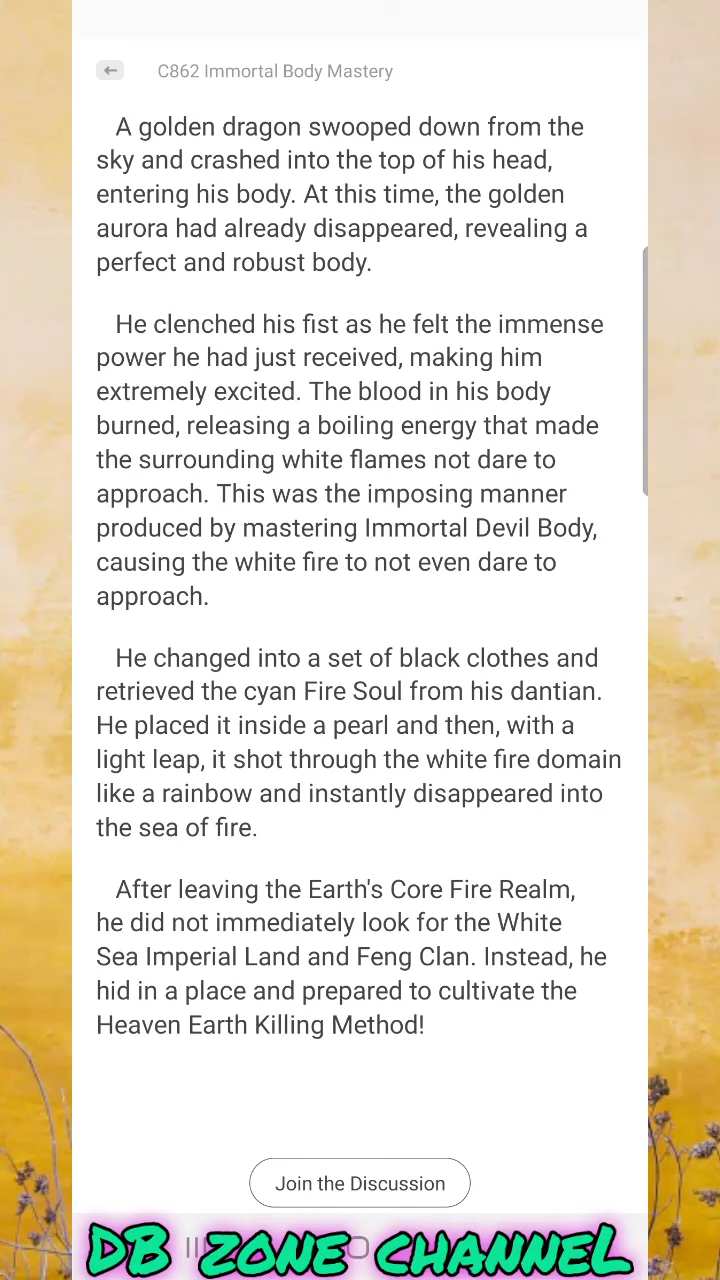 C862 Immortal Body Mastery
A golden dragon swooped down from the
sky and crashed into the top of his head,
entering his body. At this time, the golden
aurora had already disappeared, revealing a
perfect and robust body.
He clenched his fist as he felt the immense
power he had just received, making him
extremely excited. The blood in his body
burned, releasing a boiling energy that made
the surrounding white flames not dare to
approach. This was the imposing manner
produced by mastering Immortal Devil Body,
causing the white fire to not even dare to
approach.
He changed into a set of black clothes and
retrieved the cyan Fire Soul from his dantian.
He placed it inside a pearl and then, with a
light leap, it shot through the white fire domain
like a rainbow and instantly disappeared into
the sea of fire.
After leaving the Earth's Core Fire Realm,
he did not immediately look for the White
Sea Imperial Land and Feng Clan. Instead, he
hid in a place and prepared to cultivate the
Heaven Earth Killing Method!
Join the Discussion
DB ZONE CHANNEL